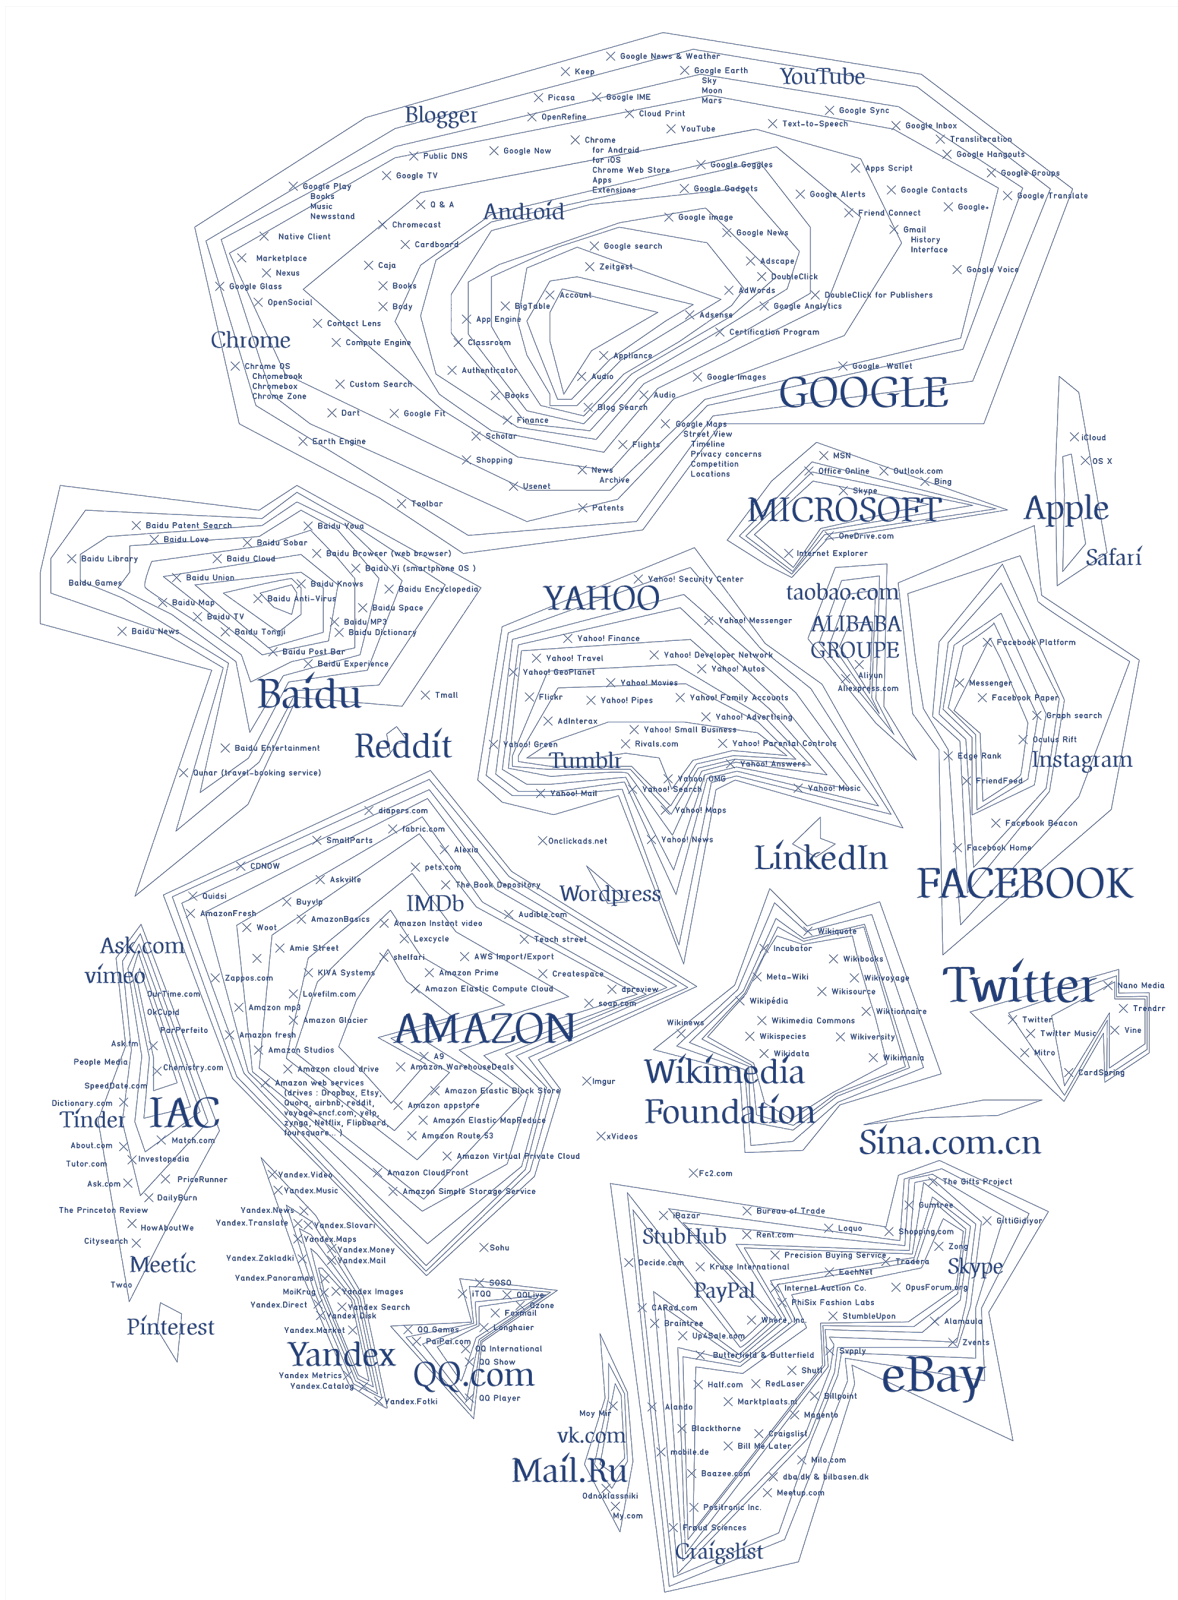 Google News & Weather
Keep
Google Earth
Sky
Moon
Mars
YouTube
Picasa
Google IME
Blogger
OpenRefine
Cloud Print
Google Sync
YouTube
Text-to-Speech
Google Inbox
Transliteration
Chrome
for Android
for iOS
Chrome Web Store
Apps
Extensions
Public DNS
Google Now
Google Hangouts
Google TV
Google Goggles
Apps Script
Google Groups
Google Play
Books
Music
Newsstand
Google Gadgets
Google Alerts
Google Contacts
Google Translate
Q & A
Android
Google image
Friend Connect
Google+
Chromecast
Google News
Gmail
History
Interface
Native Client
Cardboard
Google search
Marketplace
Caja
Zeitgest
Adscape
Google Voice
Nexus
DoubleClick
Google Glass
Books
Account
AdWords
DoubleClick for Publishers
OpenSocial
Body
BigTable
Google Analytics
Contact Lens
App Engine
Adsense
Chrome
Compute Engine
Classroom
Certification Program
Appliance
Chrome OS
Chromebook
Chromebox
Chrome Zone
Authenticator
Audio
Google Images
Google Wallet
Custom Search
Books
Audio
GOOGLE
Dart
Google Fit
Finance
Blog Search
Google Maps
Street View
Timeline
Privacy concerns
Competition
Locations
Earth Engine
Scholar
Flights
Shopping
News
Archive
Usenet
Toolbar
Patents
MSN
Office Online
Outlook.com
Bing
Skype
MICROSOFT
OneDrive.com
Internet Explorer
iCloud
OS X
Apple
Safari
Baidu Patent Search
Baidu Youa
Baidu Love
Baidu Sobar
Baidu Library
Baidu Cloud
Baidu Browser (web browser)
Baidu Yi (smartphone OS )
Baidu Games
Baidu Union
Baidu Knows
Baidu Encyclopedia
Baidu Map
Baidu Anti-Virus
Baidu Space
Baidu TV
Baidu MP3
Baidu News
Baidu Tongji
Baidu Dictionary
Baidu Post Bar
Baidu Experience
Baidu
Tmall
Baidu Entertainment
Qunar (travel-booking service)
Reddit
Yahoo! Security Center
YAHOO
Yahoo! Messenger
Yahoo! Finance
Yahoo! Travel
Yahoo! Developer Network
Yahoo! GeoPlanet
Yahoo! Autos
Yahoo! Movies
Flickr
Yahoo! Pipes
Yahoo! Family Accounts
AdInterax
Yahoo! Advertising
Yahoo! Small Business
Yahoo! Green
Rivals.com
Yahoo! Parental Controls
Tumblr
Yahoo! Answers
Yahoo! OMG
Yahoo! Mail
Yahoo! Search
Yahoo! Music
Yahoo! Maps
Yahoo! News
taobao.com
ALIBABA
GROUPE
Aliyun
Aliexpress.com
Facebook Platform
Messenger
Facebook Paper
Graph search
Oculus Rift
Edge Rank
Instagram
FriendFeed
Facebook Beacon
Facebook Home
FACEBOOK
Onclickads.net
LinkedIn
Wordpress
diapers.com
fabric.com
SmallParts
Alexia
CDNOW
pets.com
Askville
The Book Depository
Quidsi
Buyvip
IMDb
AmazonFresh
AmazonBasics
Audible.com
Woot
Amazon Instant video
Amie Street
Lexcycle
Teach street
shelfari
AWS Import/Export
Zappos.com
KIVA Systems
Amazon Prime
Createspace
Lovefilm.com
Amazon Elastic Compute Cloud
dpreview
Amazon mp3
soap.com
Amazon Glacier
AMAZON
Amazon fresh
Amazon Studios
A9
Amazon cloud drive
Amazon WarehouseDeals
Amazon web services
(drives : Dropbox, Etsy,
Quora, airbnb, reddit,
voyage-sncf.com, yelp,
zynga, Netflix, Flipboard,
foursquare... )
Amazon Elastic Block Store
Amazon appstore
Amazon Elastic MapReduce
Amazon Route 53
Amazon Virtual Private Cloud
Amazon CloudFront
Amazon Simple Storage Service
Imgur
xVideos
Fc2.com
Sohu
Wikiquote
Incubator
Wikibooks
Meta-Wiki
Wikivoyage
Wikisource
Wikipédia
Wiktionnaire
Wikinews
Wikimedia Commons
Wikispecies
Wikiversity
Wikidata
Wikimania
Wikimedia
Foundation
Twitter
Nano Media
Trendrr
Twitter
Twitter Music
Vine
Mitro
CardSpring
Sina.com.cn
Ask.com
vimeo
OurTime.com
OkCupid
ParPerfeito
Ask.fm
People Media
Chemistry.com
SpeedDate.com
Dictionary.com
Tinder
IAC
About.com
Match.com
Tutor.com
Investopedia
Ask.com
PriceRunner
DailyBurn
The Princeton Review
HowAboutWe
Citysearch
Meetic
Twoo
Pinterest
Yandex.Video
Yandex.Music
Yandex.News
Yandex.Translate
Yandex.Slovari
Yandex.Maps
Yandex.Money
Yandex.Zakladki
Yandex.Mail
Yandex.Panoramas
MoiKrug
Yandex Images
Yandex.Direct
Yandex Search
Yandex.Disk
Yandex.Market
Yandex
Yandex Metrics
Yandex.Catalog
Yandex.Fotki
SOSO
iTQQ
QQLive
Qzone
Foxmail
QQ Games
Longhaier
PaiPai.com
QQ International
QQ Show
QQ.com
QQ Player
Moy Mir
vk.com
Mail.Ru
Odnoklassniki
My.com
The Gifts Project
iBazar
Bureau of Trade
Gumtree
GittiGidiyor
StubHub
Rent.com
Loquo
Shopping.com
Zong
Decide.com
Kruse International
Precision Buying Service
Tradera
Skype
EachNet
PayPal
Internet Auction Co.
OpusForum.org
CARad.com
PhiSix Fashion Labs
Braintree
Where, Inc.
StumbleUpon
Alamaula
Up4Sale.com
Zvents
Butterfield & Butterfield
Svpply
Shutl
eBay
Half.com
RedLaser
Alando
Marktplaats.nl
Billpoint
Magento
Blackthorne
Craigslist
Bill Me Later
mobile.de
Milo.com
Baazee.com
dba.dk & bilbasen.dk
Meetup.com
Positronic Inc.
Fraud Sciences
Craigslist